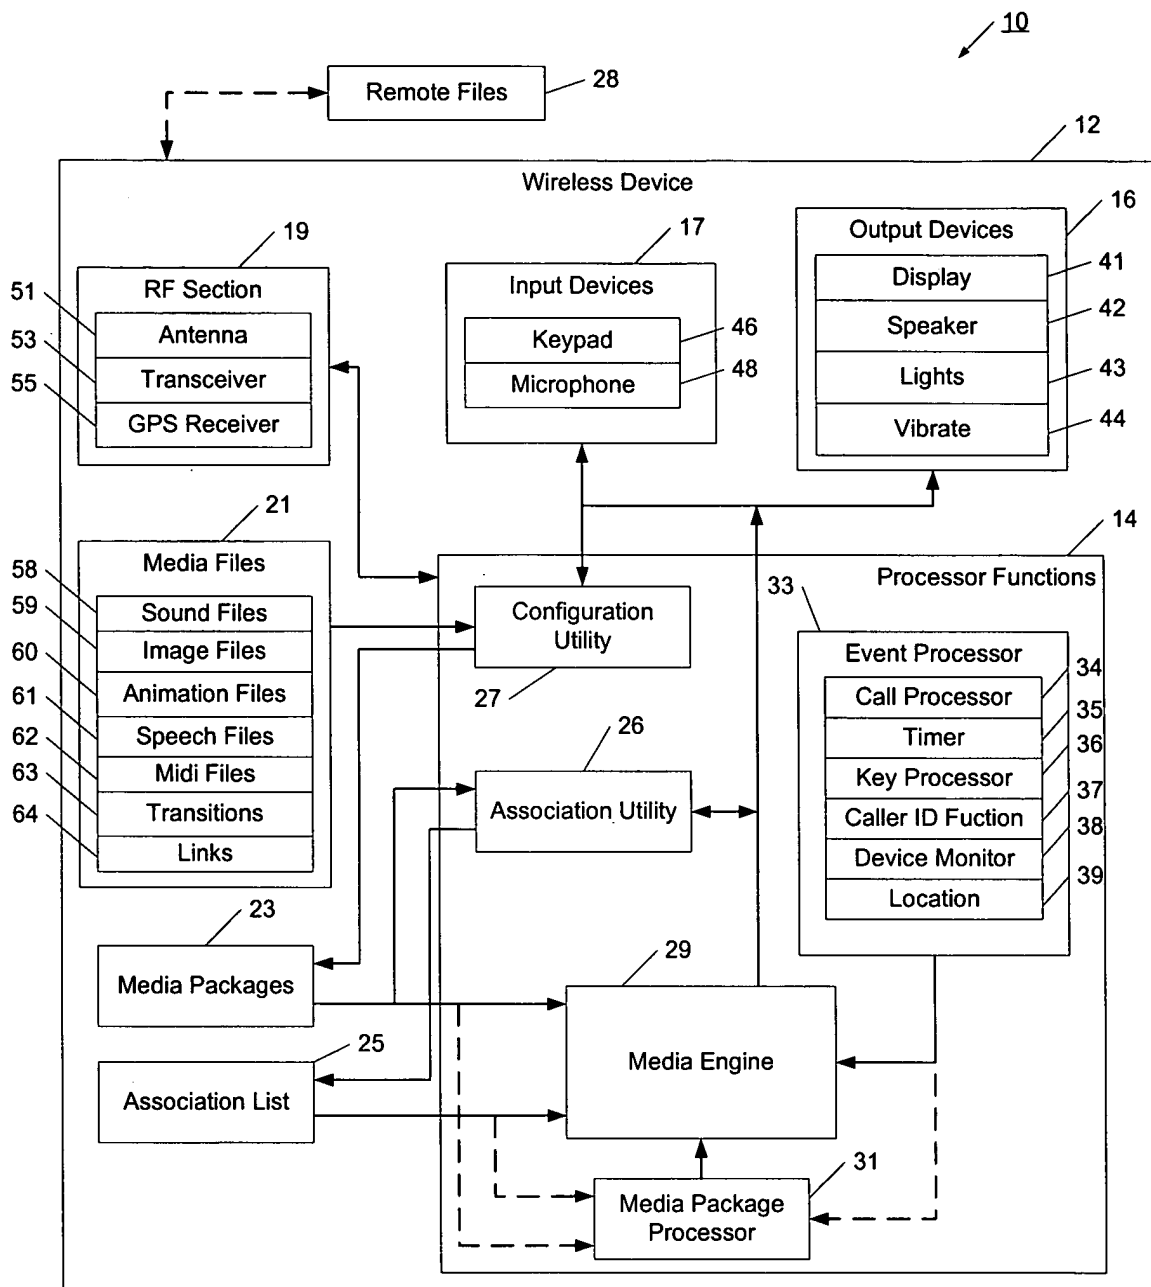 10
Remote Files
28
12
Wireless Device
16
Output Devices
Display
41
Speaker
42
Lights
43
Vibrate
44
17
Input Devices
Keypad
46
Microphone
48
19
RF Section
51
Antenna
53
Transceiver
55
GPS Receiver
21
Media Files
58
Sound Files
59
Image Files
60
Animation Files
61
Speech Files
62
Midi Files
63
Transitions
64
Links
14
Processor Functions
Configuration
Utility
27
33
Event Processor
34
Call Processor
35
Timer
36
Key Processor
37
Caller ID Fuction
38
Device Monitor
39
Location
26
Association Utility
23
Media Packages
29
Media Engine
25
Association List
31
Media Package
Processor